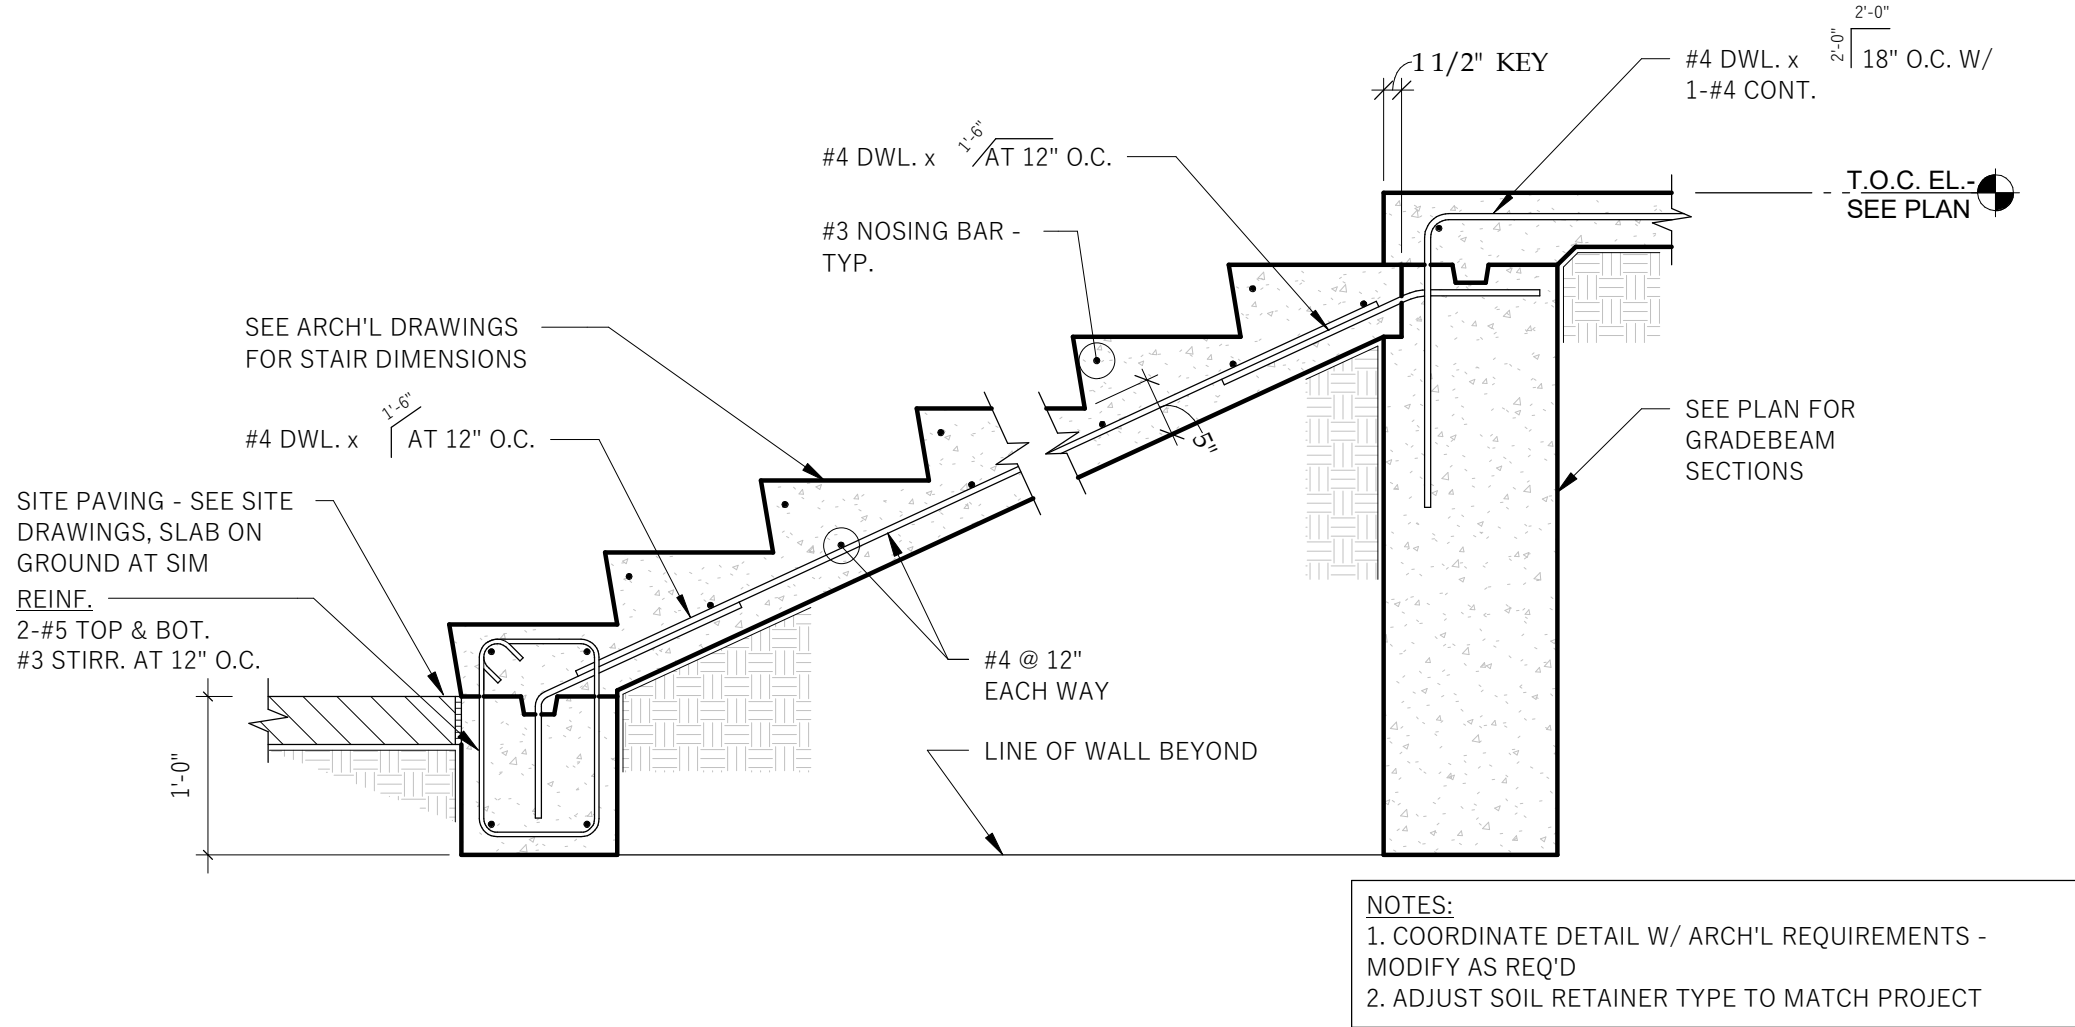 2'-0"
2'-0"
#4 DWL. x 18" O.C. W/
1-#4 CONT.
1 1/2" KEY
1'-6"
#4 DWL. x AT 12" O.C.
T.O.C. EL.-
SEE PLAN
#3 NOSING BAR -
TYP.
SEE ARCH'L DRAWINGS
FOR STAIR DIMENSIONS
1'-6"
#4 DWL. x AT 12" O.C.
5"
SEE PLAN FOR
GRADEBEAM
SECTIONS
SITE PAVING - SEE SITE
DRAWINGS, SLAB ON
GROUND AT SIM
REINF.
2-#5 TOP & BOT.
#3 STIRR. AT 12" O.C.
#4 @ 12"
EACH WAY
LINE OF WALL BEYOND
1'-0"
NOTES:
1. COORDINATE DETAIL W/ ARCH'L REQUIREMENTS -
MODIFY AS REQ'D
2. ADJUST SOIL RETAINER TYPE TO MATCH PROJECT